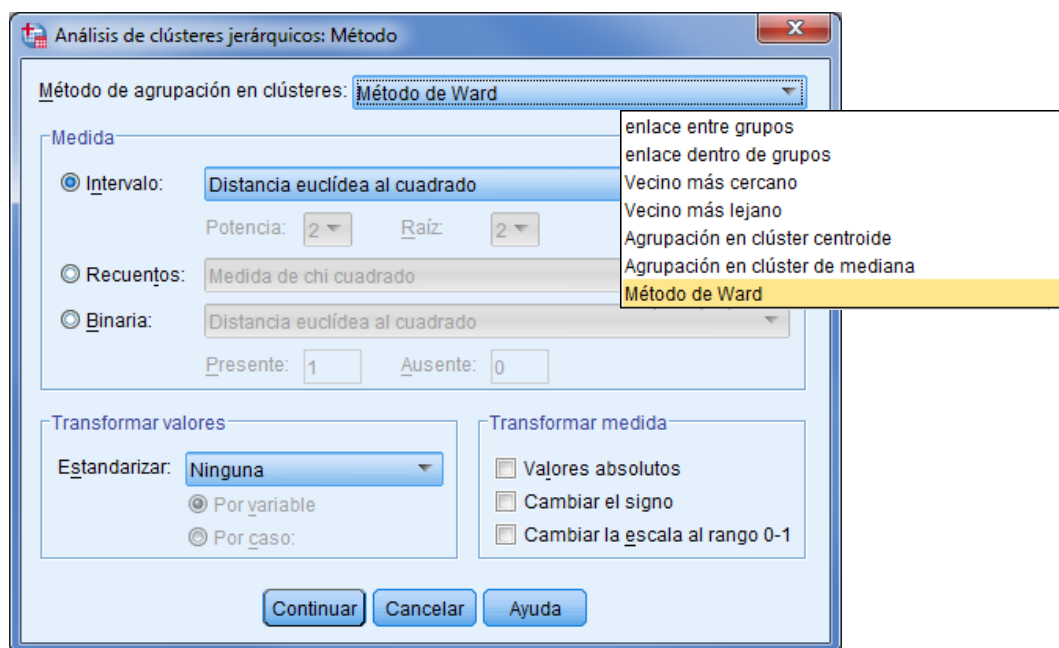 Análisis de clústeres jerárquicos: Método
x
Método de agrupación en clústeres: Método de Ward
enlace entre grupos
enlace dentro de grupos
Vecino más cercano
Vecino más lejano
Agrupación en clúster centroide
Agrupación en clúster de mediana
Método de Ward
Medida
Intervalo: Distancia euclídea al cuadrado
Potencia: 2 Raíz: 2
Recuentos: Medida de chi cuadrado
Binaria: Distancia euclídea al cuadrado
Presente: 1 Ausente: 0
Transformar valores
Estandarizar: Ninguna
Por variable
Por caso:
Transformar medida
Valores absolutos
Cambiar el signo
Cambiar la escala al rango 0-1
Continuar Cancelar Ayuda